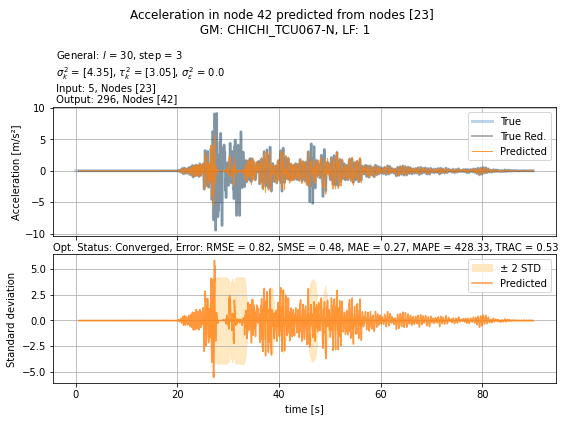 Acceleration in node 42 predicted from nodes [23]
GM: CHICHI_TCU067-N, LF: 1
General: l = 30, step = 3
σ²ₖ = [4.35], τ²ₖ = [3.05], σ²ε = 0.0
Input: 5, Nodes [23]
Output: 296, Nodes [42]
Acceleration [m/s²]
10
5
0
−5
−10
True
True Red.
Predicted
Opt. Status: Converged, Error: RMSE = 0.82, SMSE = 0.48, MAE = 0.27, MAPE = 428.33, TRAC = 0.53
Standard deviation
5.0
2.5
0.0
−2.5
−5.0
± 2 STD
Predicted
0 20 40 60 80
time [s]